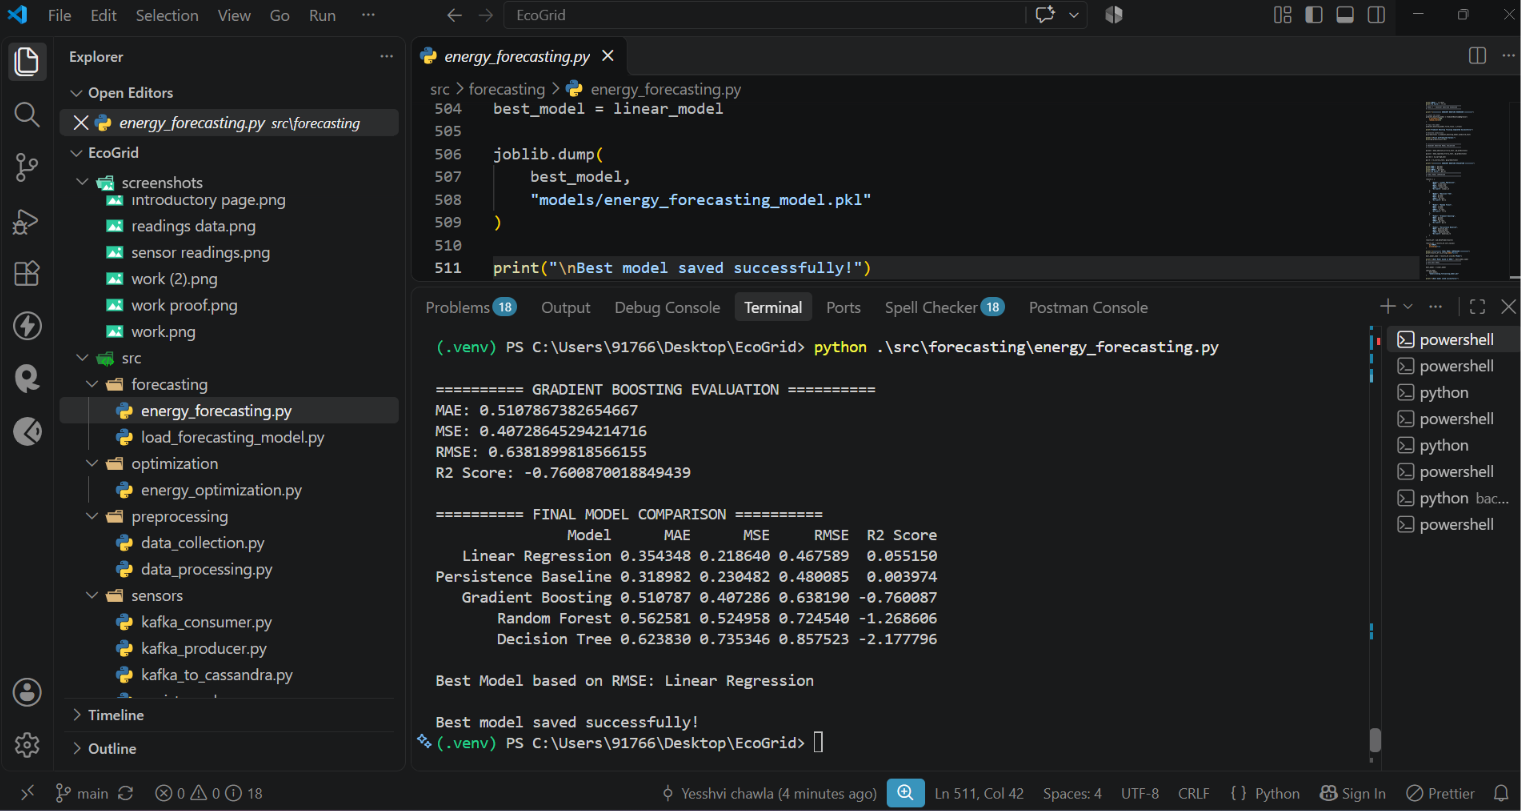 File Edit Selection View Go Run ··· EcoGrid
Explorer ···
Open Editors
energy_forecasting.py src\forecasting
EcoGrid
screenshots
introductory page.png
readings data.png
sensor readings.png
work (2).png
work proof.png
work.png
src
forecasting
energy_forecasting.py
load_forecasting_model.py
optimization
energy_optimization.py
preprocessing
data_collection.py
data_processing.py
sensors
kafka_consumer.py
kafka_producer.py
kafka_to_cassandra.py
Timeline
Outline
energy_forecasting.py
src > forecasting > energy_forecasting.py
504 best_model = linear_model
505
506 joblib.dump(
507 best_model,
508 "models/energy_forecasting_model.pkl"
509 )
510
511 print("\nBest model saved successfully!")
Problems 18 Output Debug Console Terminal Ports Spell Checker 18 Postman Console
(.venv) PS C:\Users\91766\Desktop\EcoGrid> python .\src\forecasting\energy_forecasting.py
========== GRADIENT BOOSTING EVALUATION ==========
MAE: 0.5107867382654667
MSE: 0.40728645294214716
RMSE: 0.6381899818566155
R2 Score: -0.7600870018849439
========== FINAL MODEL COMPARISON ==========
Model MAE MSE RMSE R2 Score
Linear Regression 0.354348 0.218640 0.467589 0.055150
Persistence Baseline 0.318982 0.230482 0.480085 0.003974
Gradient Boosting 0.510787 0.407286 0.638190 -0.760087
Random Forest 0.562581 0.524958 0.724540 -1.268606
Decision Tree 0.623830 0.735346 0.857523 -2.177796
Best Model based on RMSE: Linear Regression
Best model saved successfully!
(.venv) PS C:\Users\91766\Desktop\EcoGrid>
powershell
powershell
python
powershell
python
powershell
python bac...
powershell
main 0 0 18 Yesshvi chawla (4 minutes ago) Ln 511, Col 42 Spaces: 4 UTF-8 CRLF { } Python Sign In Prettier